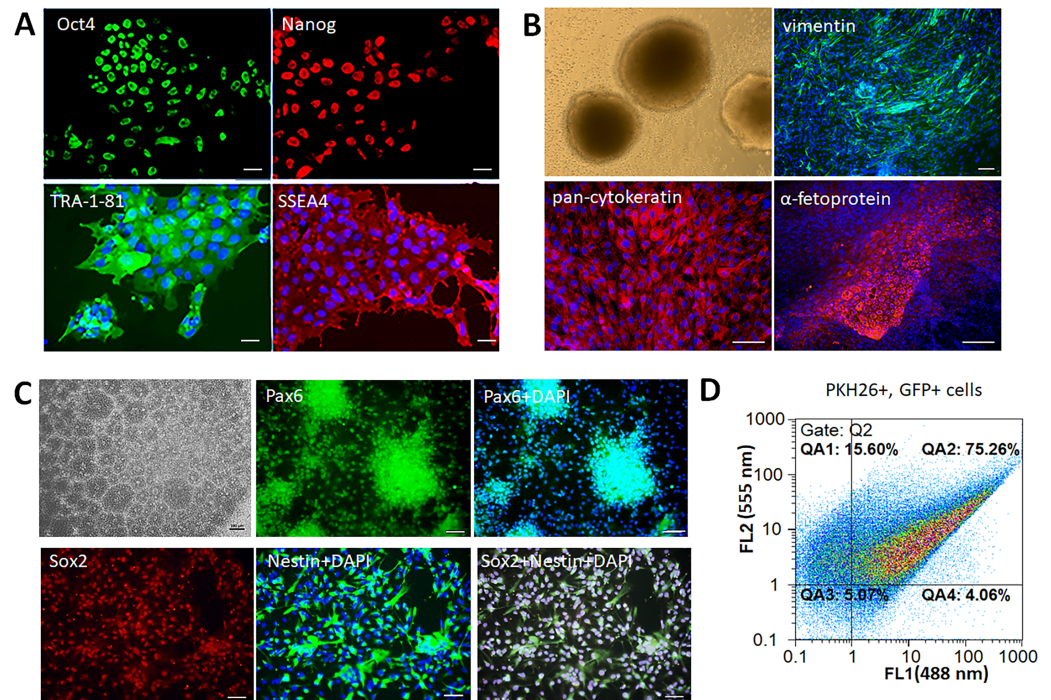 A
Oct4
Nanog
TRA-1-81
SSEA4
B
vimentin
pan-cytokeratin
α-fetoprotein
C
Pax6
Pax6+DAPI
Sox2
Nestin+DAPI
Sox2+Nestin+DAPI
D
PKH26+, GFP+ cells
Gate: Q2
QA1: 15.60%
QA2: 75.26%
QA3: 5.07%
QA4: 4.06%
FL2 (555 nm)
1000
100
10
1
0.1
0.1
1
10
100
1000
FL1(488 nm)